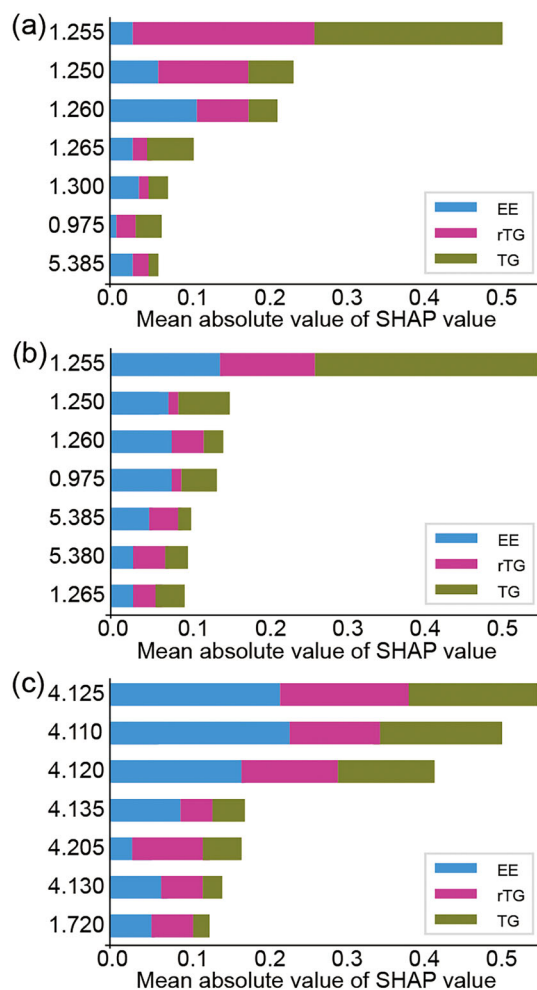 (a)
1.255
1.250
1.260
1.265
1.300
0.975
5.385
EE
rTG
TG
0.0 0.1 0.2 0.3 0.4 0.5
Mean absolute value of SHAP value
(b)
1.255
1.250
1.260
0.975
5.385
5.380
1.265
EE
rTG
TG
0.0 0.1 0.2 0.3 0.4 0.5
Mean absolute value of SHAP value
(c)
4.125
4.110
4.120
4.135
4.205
4.130
1.720
EE
rTG
TG
0.0 0.1 0.2 0.3 0.4 0.5
Mean absolute value of SHAP value